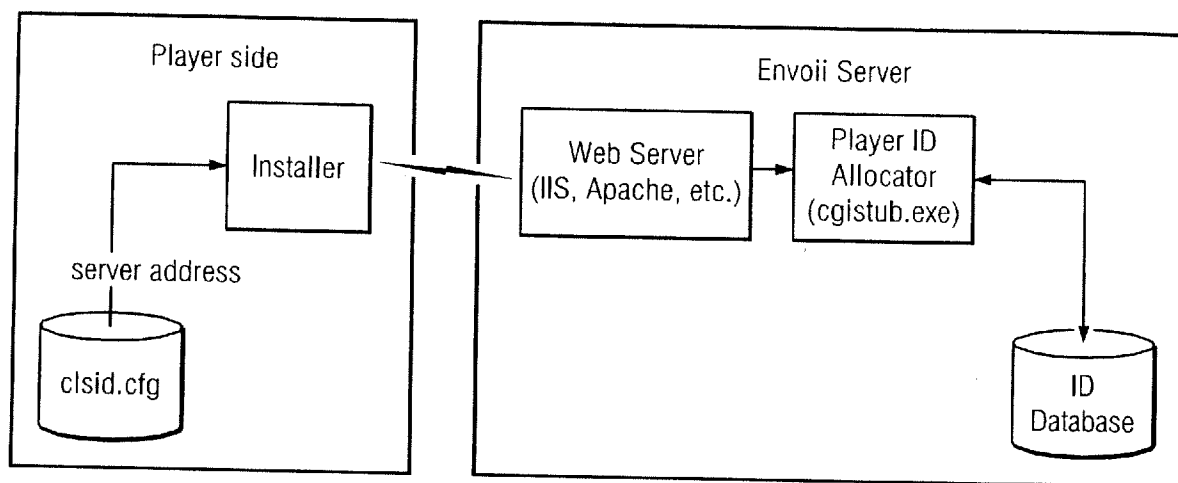 Player side
Installer
server address
clsid.cfg
Envoii Server
Web Server
(IIS, Apache, etc.)
Player ID
Allocator
(cgistub.exe)
ID
Database